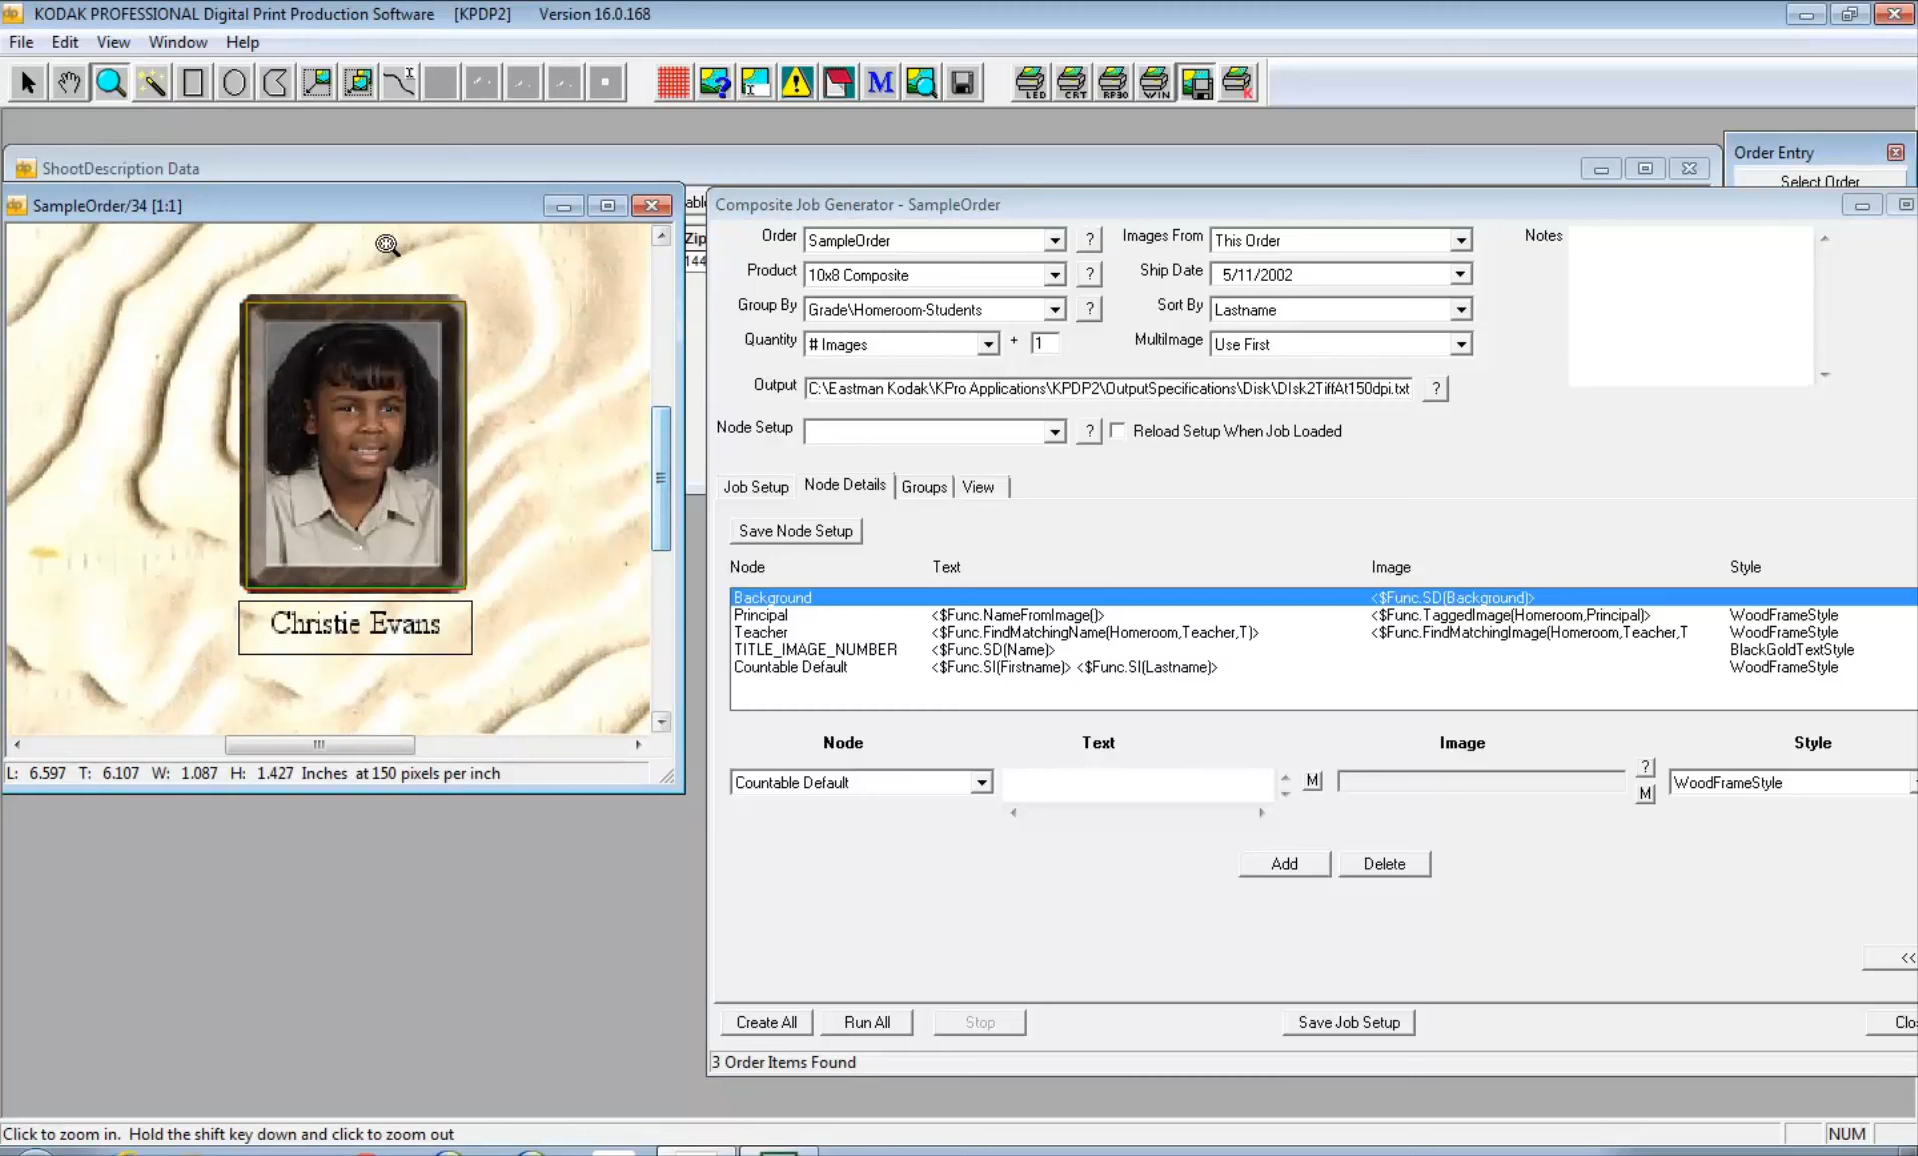 KODAK PROFESSIONAL Digital Print Production Software [KPDP2] Version 16.0.168
File Edit View Window Help
LED CRT RP30 WIN
M
ShootDescription Data
Order Entry
Select Order
SampleOrder/34 [1:1]
Zip
144
Christie Evans
L: 6.597 T: 6.107 W: 1.087 H: 1.427 Inches at 150 pixels per inch
Composite Job Generator - SampleOrder
Order SampleOrder ? Images From This Order Notes
Product 10x8 Composite ? Ship Date 5/11/2002
Group By Grade\Homeroom-Students ? Sort By Lastname
Quantity # Images + 1 MultiImage Use First
Output C:\Eastman Kodak\KPro Applications\KPDP2\OutputSpecifications\Disk\DIsk2TiffAt150dpi.txt ?
Node Setup ? Reload Setup When Job Loaded
Job Setup Node Details Groups View
Save Node Setup
Node Text Image Style
Background <$Func.SD(Background)>
Principal <$Func.NameFromImage()> <$Func.TaggedImage(Homeroom,Principal)> WoodFrameStyle
Teacher <$Func.FindMatchingName(Homeroom,Teacher,T)> <$Func.FindMatchingImage(Homeroom,Teacher,T WoodFrameStyle
TITLE_IMAGE_NUMBER <$Func.SD(Name)> BlackGoldTextStyle
Countable Default <$Func.SI(Firstname)> <$Func.SI(Lastname)> WoodFrameStyle
Node Text Image Style
Countable Default M ? M WoodFrameStyle
Add Delete
<<
Create All Run All Stop Save Job Setup Clo
3 Order Items Found
Click to zoom in. Hold the shift key down and click to zoom out
NUM